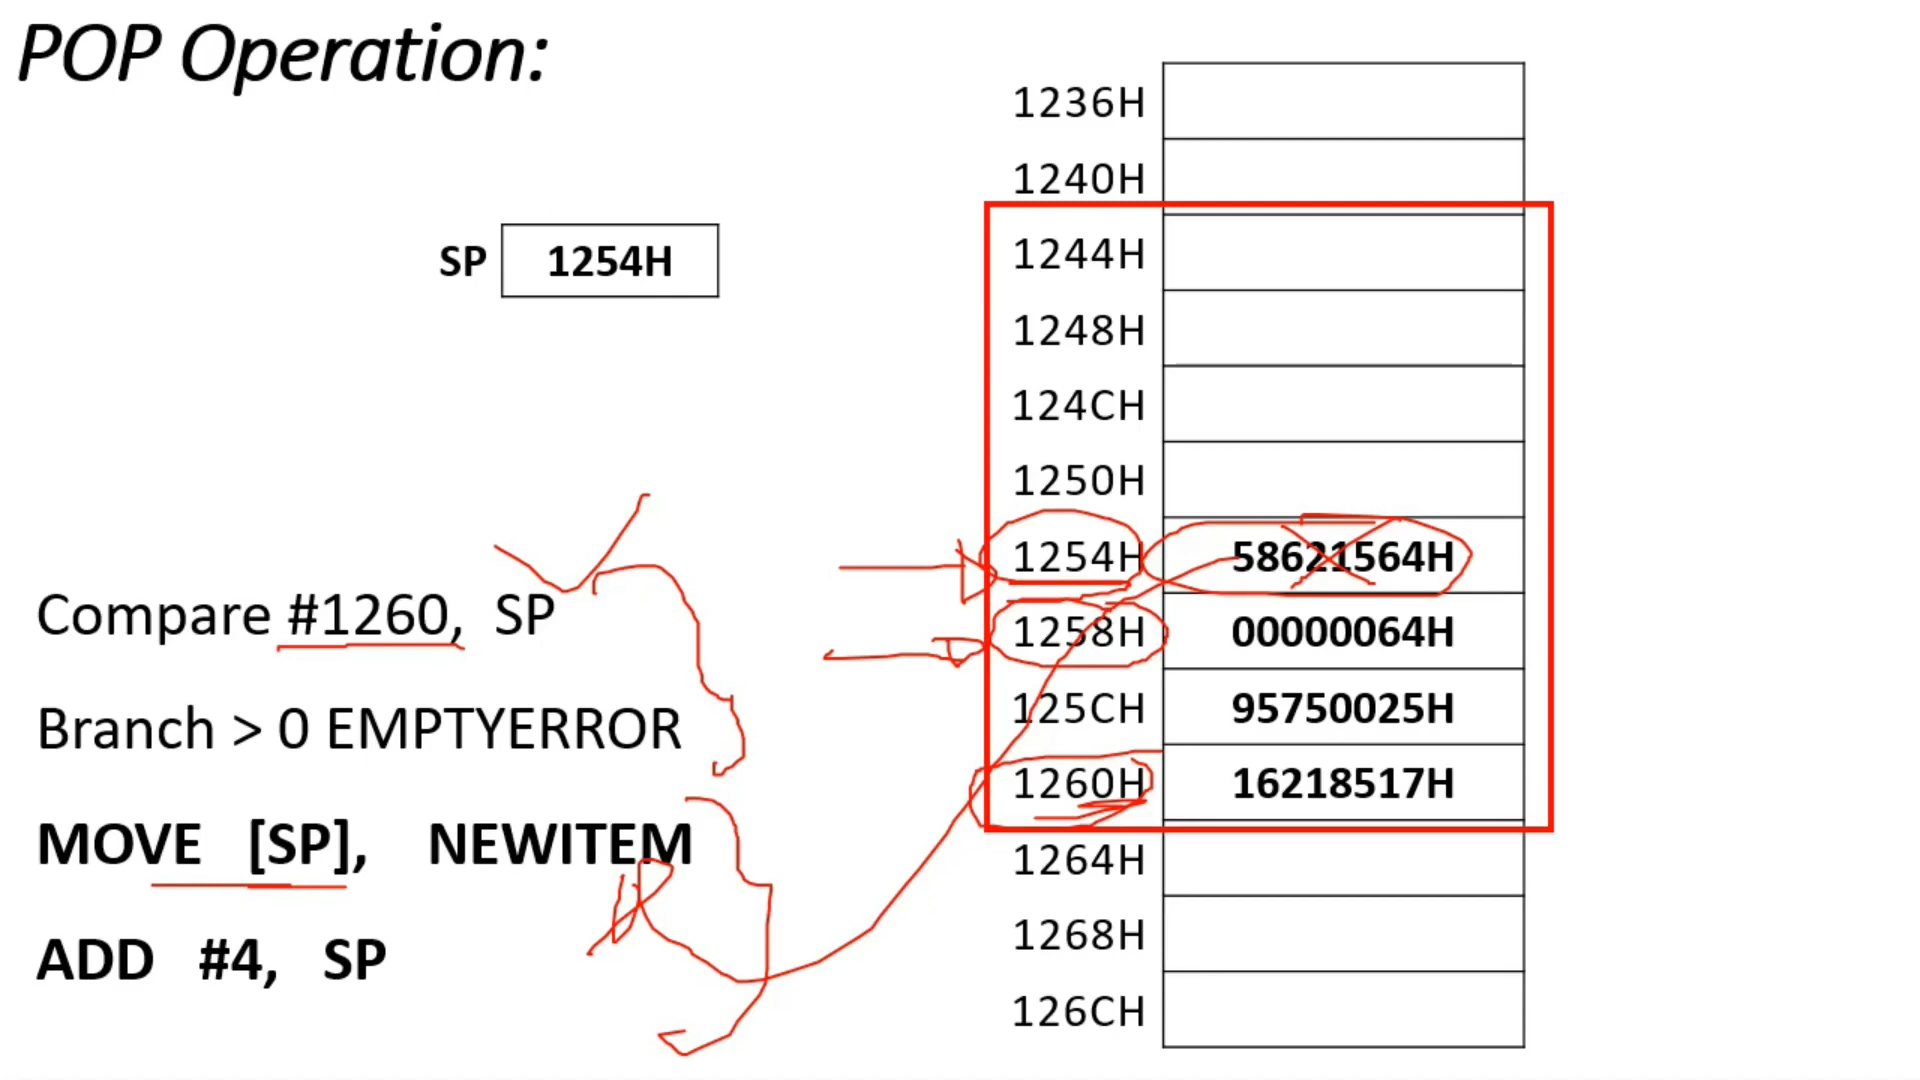 POP Operation:
SP 1254H
Compare #1260, SP
Branch > 0 EMPTYERROR
MOVE [SP], NEWITEM
ADD #4, SP
1236H
1240H
1244H
1248H
124CH
1250H
1254H 58621564H
1258H 00000064H
125CH 95750025H
1260H 16218517H
1264H
1268H
126CH